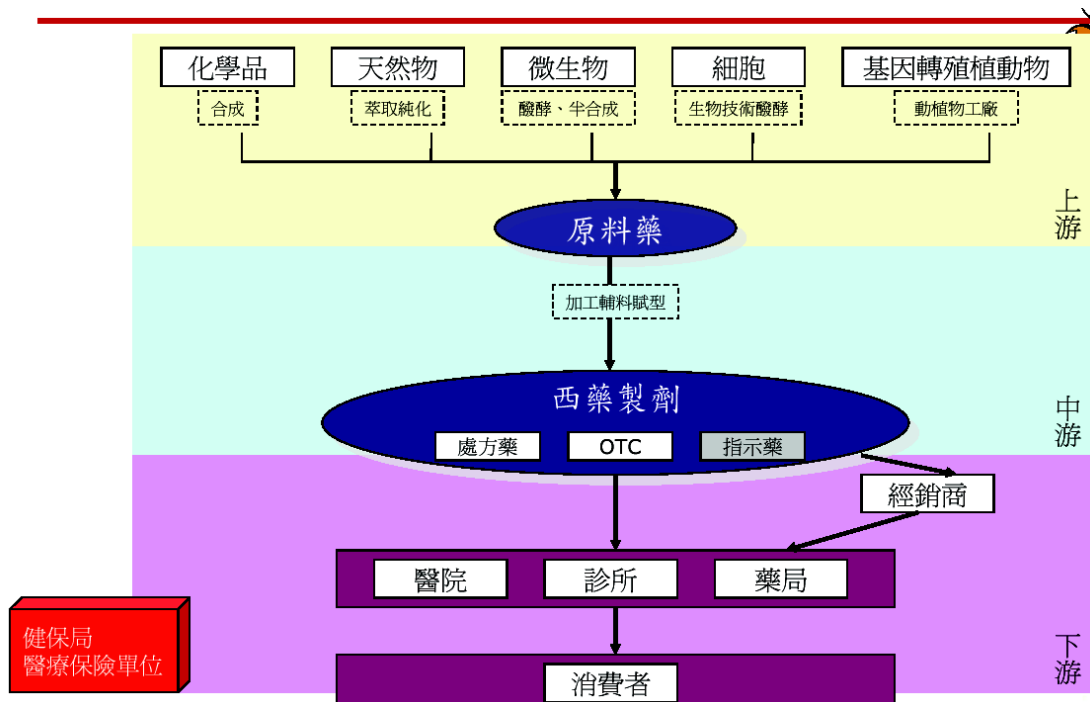 化學品
天然物
微生物
細胞
基因轉殖植動物
合成
萃取純化
醱酵、半合成
生物技術醱酵
動植物工廠
上游
原料藥
加工輔料賦型
西藥製劑
中游
處方藥
OTC
指示藥
經銷商
醫院
診所
藥局
健保局
醫療保險單位
下游
消費者